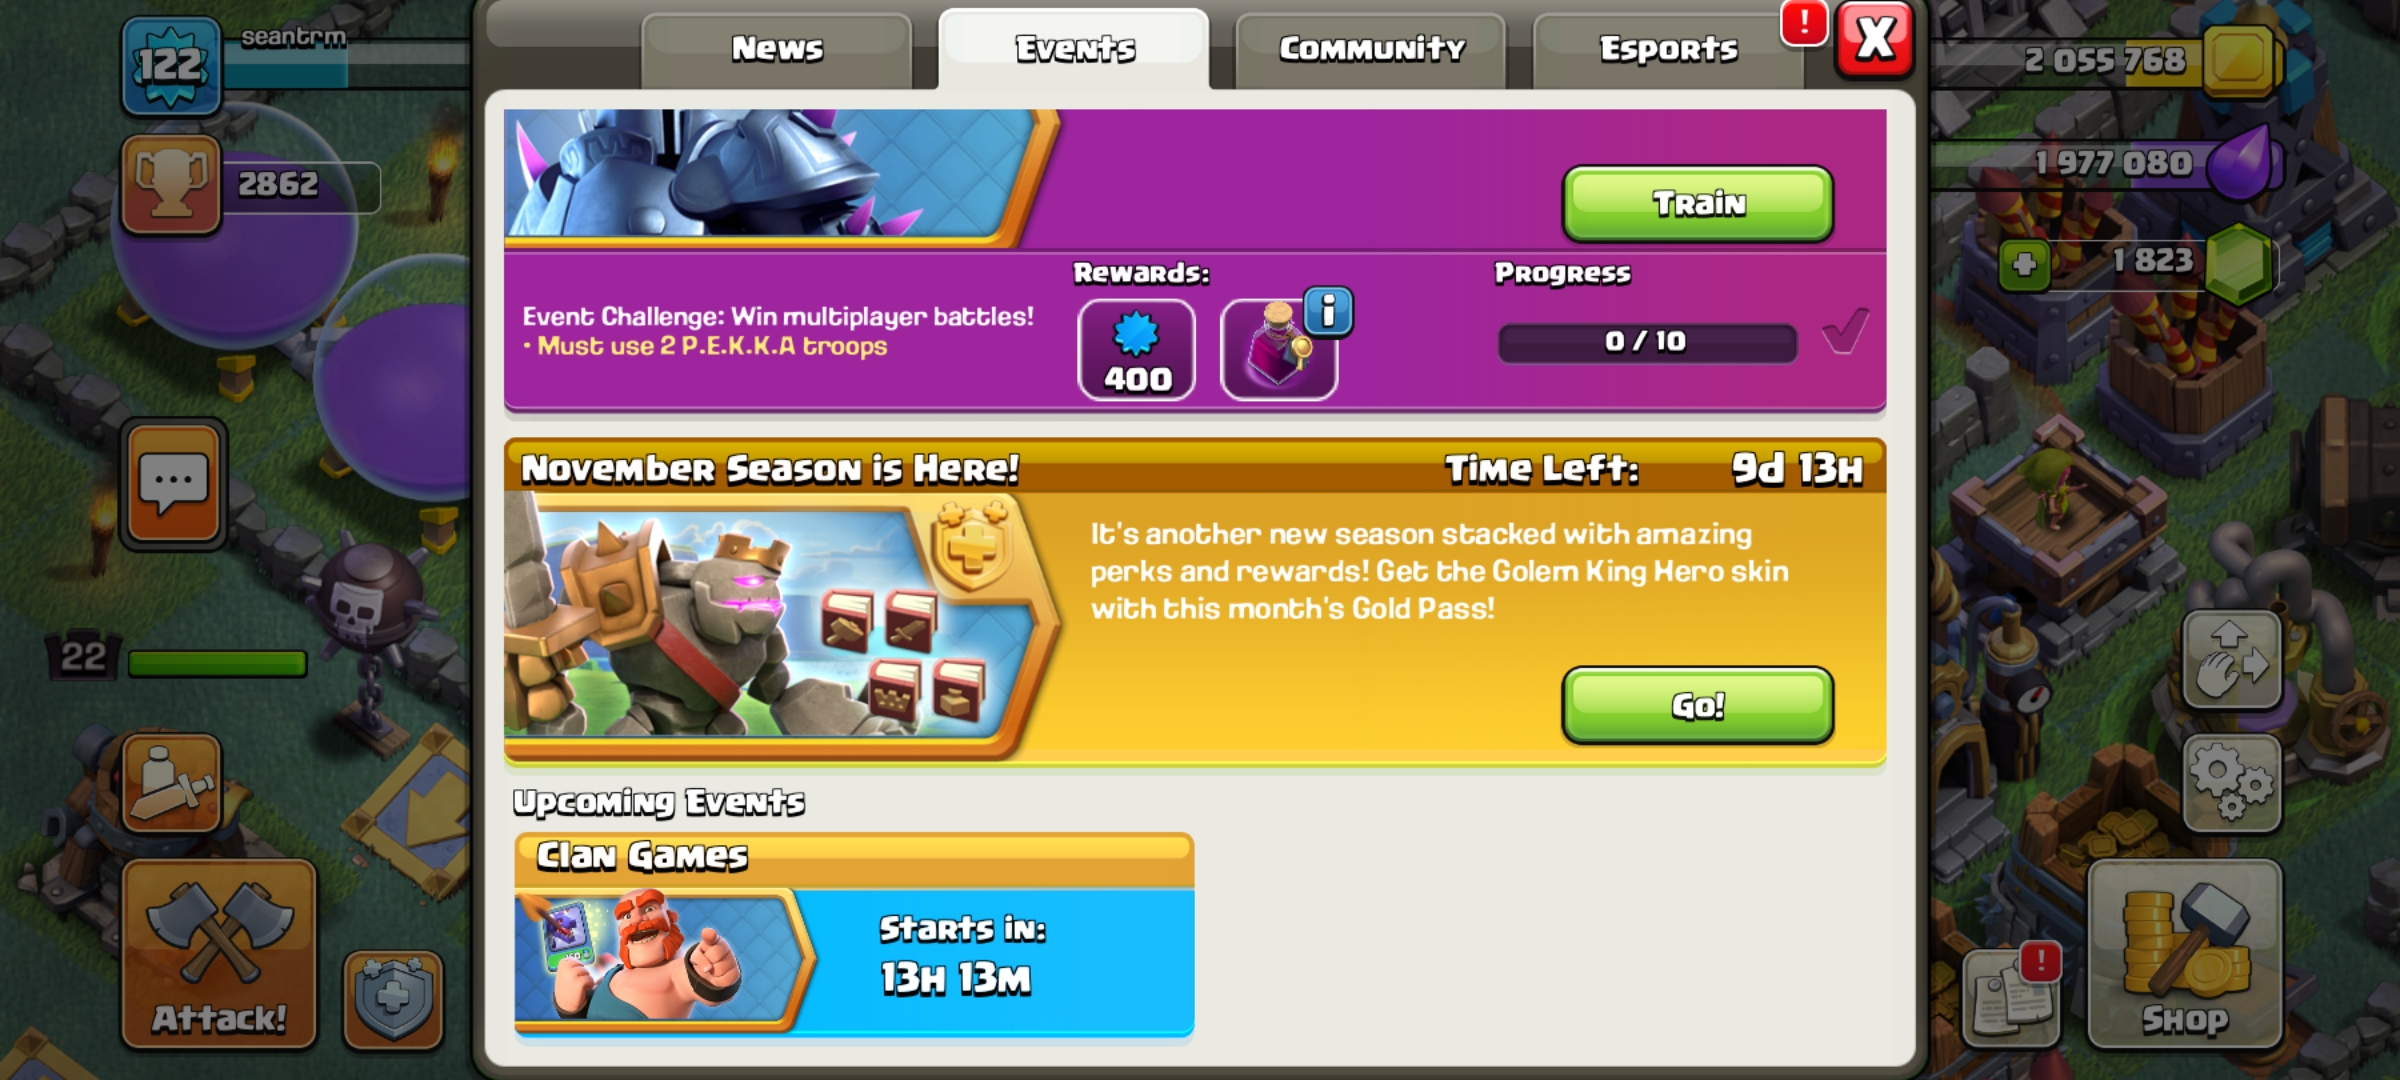 122
seantrm
2862
News
Events
Community
Esports
!
X
2 055 768
1 977 080
1 823
Train
Event Challenge: Win multiplayer battles!
• Must use 2 P.E.K.K.A troops
Rewards:
400
i
Progress
0 / 10
November Season is Here!
Time Left:
9d 13H
It's another new season stacked with amazing
perks and rewards! Get the Golem King Hero skin
with this month's Gold Pass!
Go!
22
Upcoming Events
Clan Games
Starts in:
13H 13M
Attack!
!
Shop